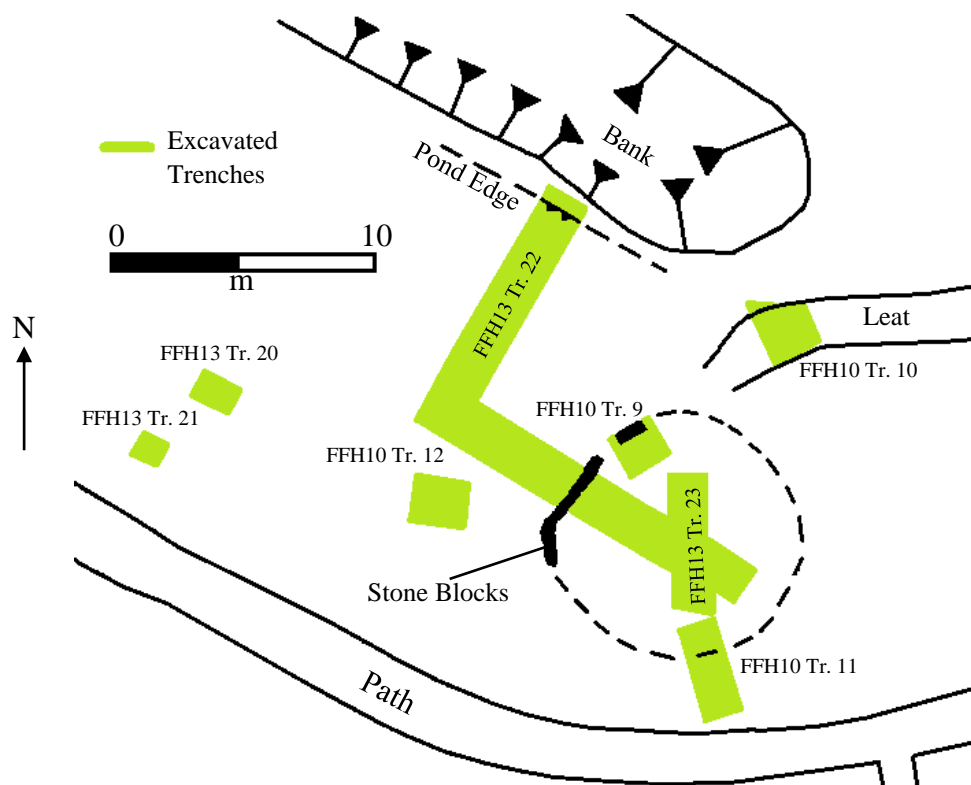 Bank
Excavated
Trenches
Pond Edge
0 10
m
FFH13 Tr. 22
N
Leat
FFH13 Tr. 20
FFH10 Tr. 10
FFH13 Tr. 21
FFH10 Tr. 9
FFH10 Tr. 12
FFH13 Tr. 23
Stone Blocks
FFH10 Tr. 11
Path